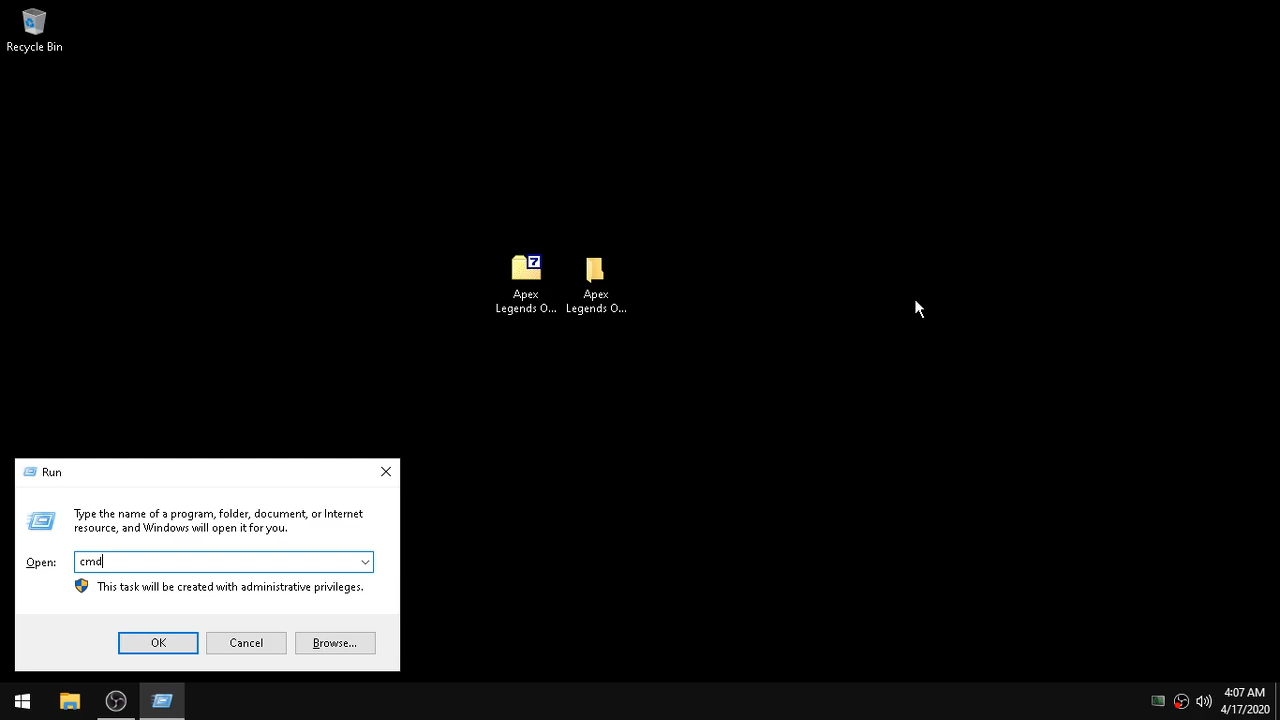 Recycle Bin
7
Apex
Legends O...
Apex
Legends O...
Run
Type the name of a program, folder, document, or Internet
resource, and Windows will open it for you.
Open:
cmd
This task will be created with administrative privileges.
OK
Cancel
Browse...
4:07 AM
4/17/2020